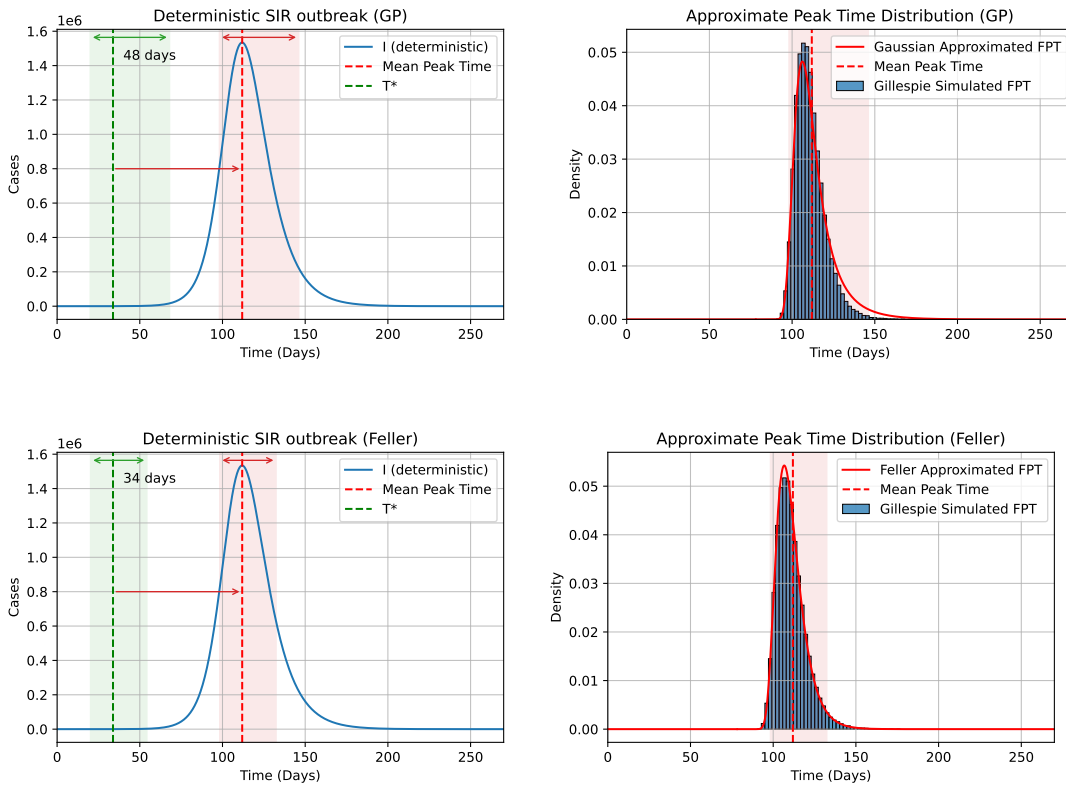 Deterministic SIR outbreak (GP)
1e6
48 days
I (deterministic)
Mean Peak Time
T*
1.6
1.4
1.2
1.0
0.8
0.6
0.4
0.2
0.0
Cases
0 50 100 150 200 250
Time (Days)
Approximate Peak Time Distribution (GP)
Gaussian Approximated FPT
Mean Peak Time
Gillespie Simulated FPT
0.05
0.04
0.03
0.02
0.01
0.00
Density
0 50 100 150 200 250
Time (Days)
Deterministic SIR outbreak (Feller)
1e6
34 days
I (deterministic)
Mean Peak Time
T*
1.6
1.4
1.2
1.0
0.8
0.6
0.4
0.2
0.0
Cases
0 50 100 150 200 250
Time (Days)
Approximate Peak Time Distribution (Feller)
Feller Approximated FPT
Mean Peak Time
Gillespie Simulated FPT
0.05
0.04
0.03
0.02
0.01
0.00
Density
0 50 100 150 200 250
Time (Days)